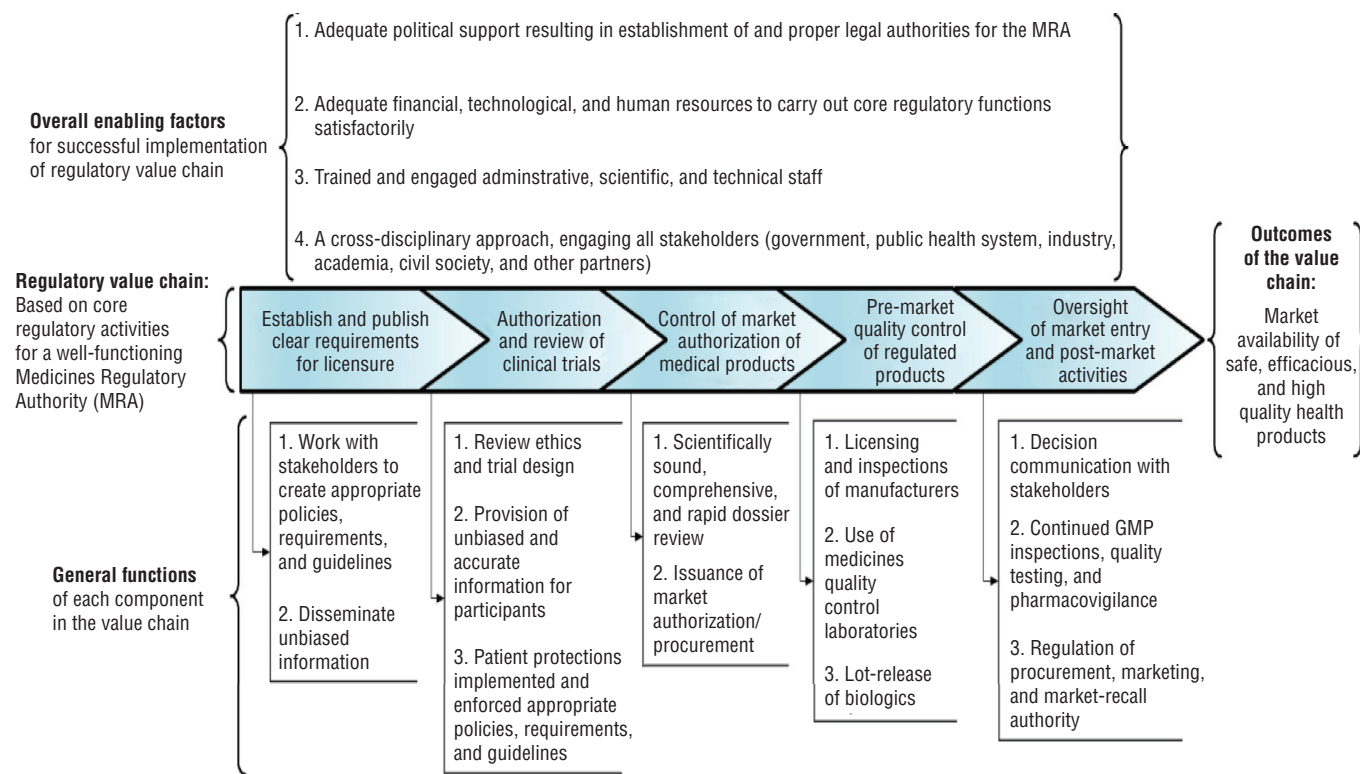 1. Adequate political support resulting in establishment of and proper legal authorities for the MRA
2. Adequate financial, technological, and human resources to carry out core regulatory functions
satisfactorily
3. Trained and engaged adminstrative, scientific, and technical staff
4. A cross-disciplinary approach, engaging all stakeholders (government, public health system, industry,
academia, civil society, and other partners)
Overall enabling factors
for successful implementation
of regulatory value chain
Regulatory value chain:
Based on core
regulatory activities
for a well-functioning
Medicines Regulatory
Authority (MRA)
Establish and publish
clear requirements
for licensure
Authorization
and review of
clinical trials
Control of market
authorization of
medical products
Pre-market
quality control
of regulated
products
Oversight
of market entry
and post-market
activities
Outcomes
of the value
chain:
Market
availability of
safe, efficacious,
and high
quality health
products
General functions
of each component
in the value chain
1. Work with
stakeholders to
create appropriate
policies,
requirements,
and guidelines
2. Disseminate
unbiased
information
1. Review ethics
and trial design
2. Provision of
unbiased and
accurate
information for
participants
3. Patient protections
implemented and
enforced appropriate
policies, requirements,
and guidelines
1. Scientifically
sound,
comprehensive,
and rapid dossier
review
2. Issuance of
market
authorization/
procurement
1. Licensing
and inspections
of manufacturers
2. Use of
medicines
quality
control
laboratories
3. Lot-release
of biologics
1. Decision
communication with
stakeholders
2. Continued GMP
inspections, quality
testing, and
pharmacovigilance
3. Regulation of
procurement, marketing,
and market-recall
authority